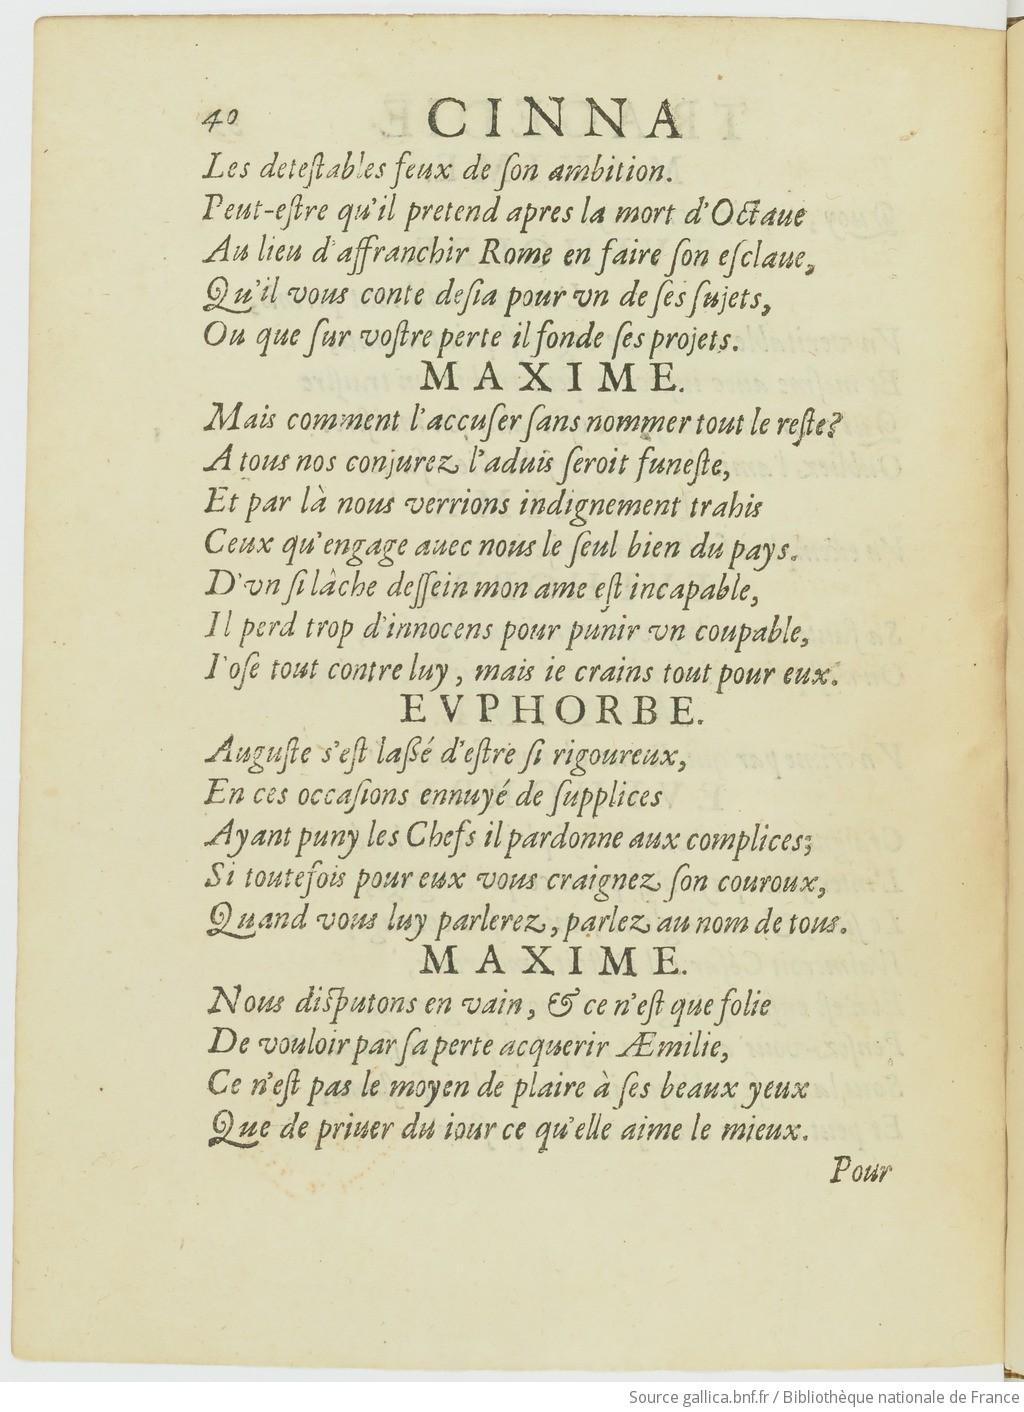 40 CINNA
Les deteſtables feux de ſon ambition.
Peut-eſtre qu'il pretend apres la mort d'Octaue
Au lieu d'affranchir Rome en faire ſon eſclaue,
Qu'il vous conte deſia pour vn de ſes ſujets,
Ou que ſur voſtre perte il fonde ſes projets.
MAXIME.
Mais comment l'accuſer ſans nommer tout le reſte?
A tous nos conjurez l'aduis ſeroit funeſte,
Et par là nous verrions indignement trahis
Ceux qu'engage auec nous le ſeul bien du pays.
D'vn ſi lâche deſſein mon ame eſt incapable,
Il perd trop d'innocens pour punir vn coupable,
I'oſe tout contre luy, mais ie crains tout pour eux.
EVPHORBE.
Auguſte s'eſt laßé d'eſtre ſi rigoureux,
En ces occaſions ennuyé de ſupplices
Ayant puny les Chefs il pardonne aux complices;
Si toutefois pour eux vous craignez ſon couroux,
Quand vous luy parlerez, parlez au nom de tous.
MAXIME.
Nous diſputons en vain, & ce n'eſt que folie
De vouloir par ſa perte acquerir Æmilie,
Ce n'eſt pas le moyen de plaire à ſes beaux yeux
Que de priuer du iour ce qu'elle aime le mieux.
Pour
Source gallica.bnf.fr / Bibliothèque nationale de France